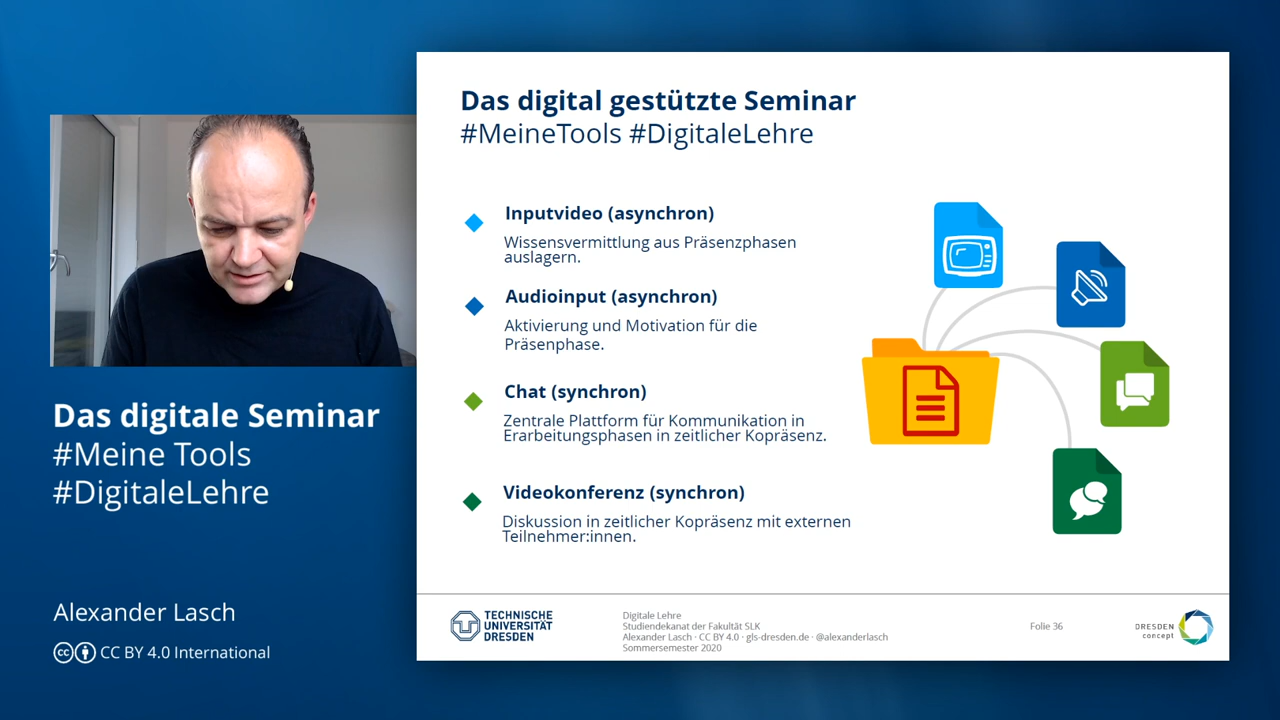 Das digital gestützte Seminar
#MeineTools #DigitaleLehre
Inputvideo (asynchron)
Wissensvermittlung aus Präsenzphasen
auslagern.
Audioinput (asynchron)
Aktivierung und Motivation für die
Präsenphase.
Chat (synchron)
Zentrale Plattform für Kommunikation in
Erarbeitungsphasen in zeitlicher Kopräsenz.
Videokonferenz (synchron)
Diskussion in zeitlicher Kopräsenz mit externen
Teilnehmer:innen.
Das digitale Seminar
#Meine Tools
#DigitaleLehre
Alexander Lasch
CC BY 4.0 International
TECHNISCHE
UNIVERSITÄT
DRESDEN
Digitale Lehre
Studiendekanat der Fakultät SLK
Alexander Lasch · CC BY 4.0 · gls-dresden.de · @alexanderlasch
Sommersemester 2020
Folie 36
DRESDEN
concept